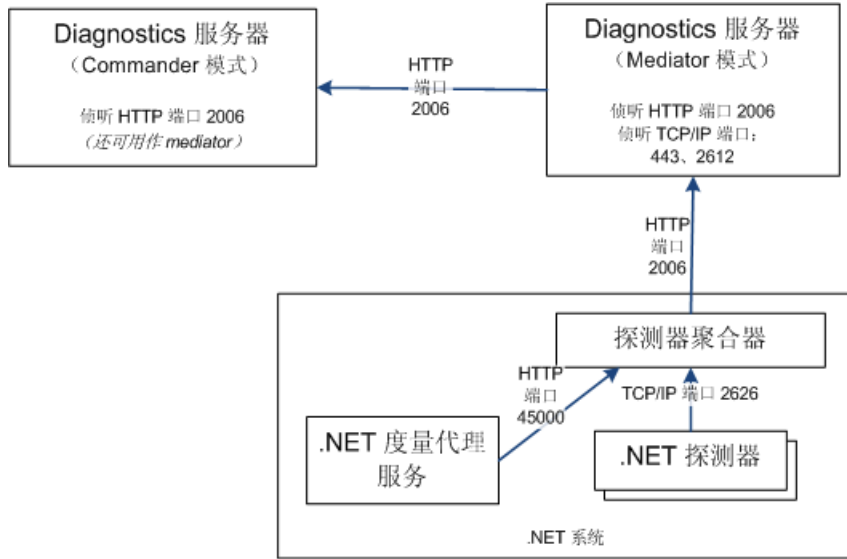 Diagnostics 服务器
（Commander 模式）
侦听 HTTP 端口 2006
（还可用作 mediator）
HTTP
端口
2006
Diagnostics 服务器
（Mediator 模式）
侦听 HTTP 端口 2006
侦听 TCP/IP 端口：
443、2612
HTTP
端口
2006
探测器聚合器
HTTP
端口
45000
TCP/IP 端口 2626
.NET 度量代理
服务
.NET 探测器
.NET 系统